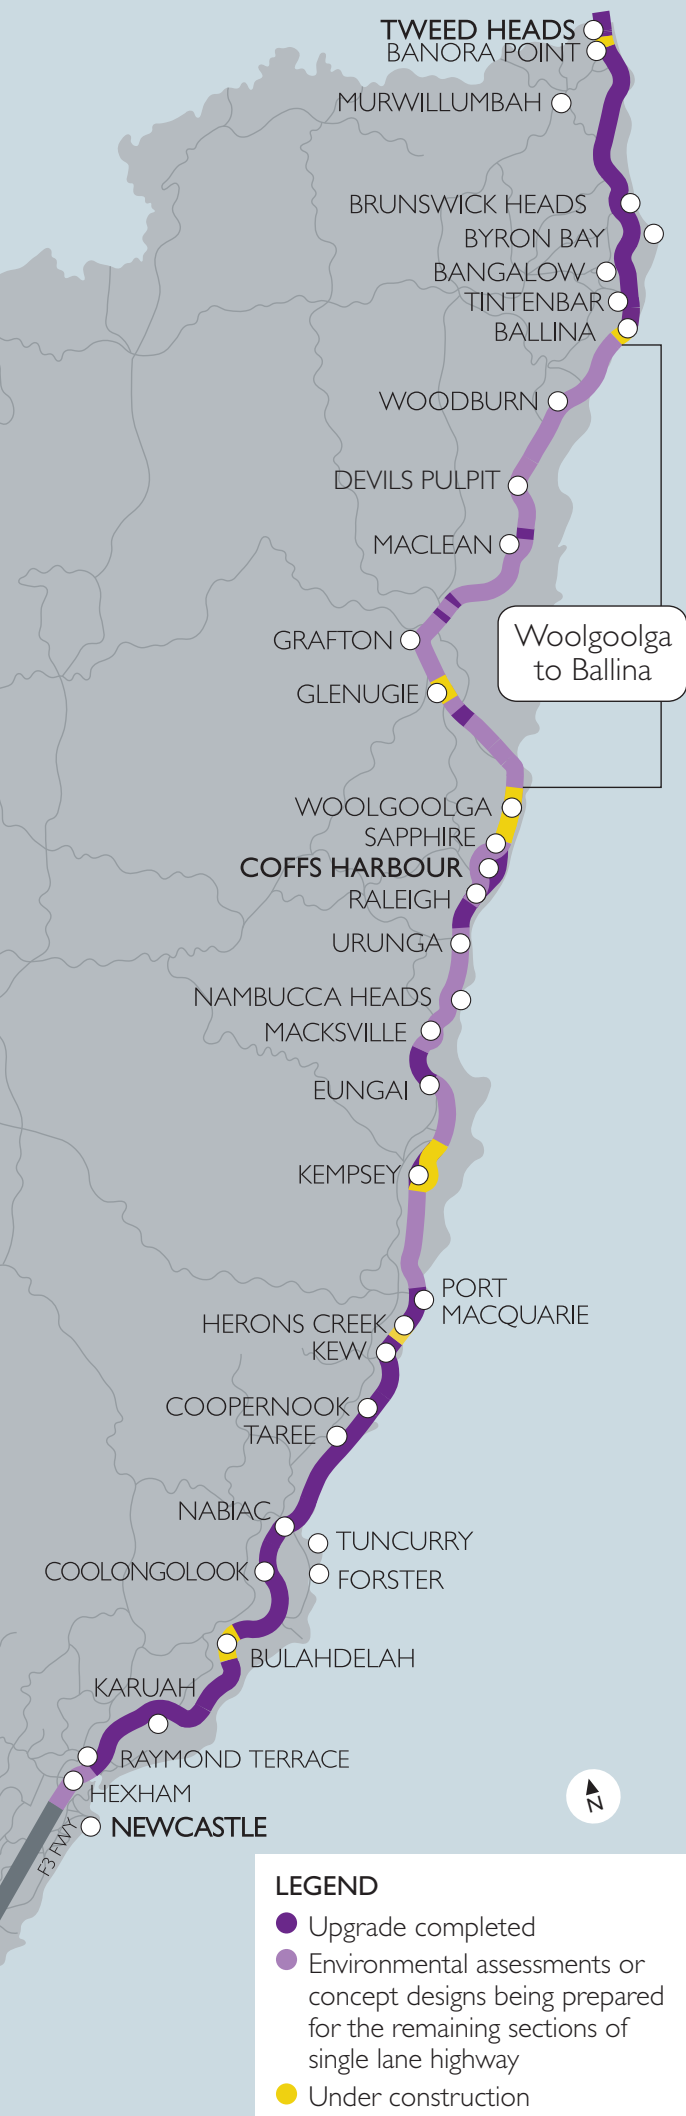 TWEED HEADS
BANORA POINT
MURWILLUMBAH
BRUNSWICK HEADS
BYRON BAY
BANGALOW
TINTENBAR
BALLINA
WOODBURN
DEVILS PULPIT
MACLEAN
GRAFTON
Woolgoolga
to Ballina
GLENUGIE
WOOLGOOLGA
SAPPHIRE
COFFS HARBOUR
RALEIGH
URUNGA
NAMBUCCA HEADS
MACKSVILLE
EUNGAI
KEMPSEY
PORT
MACQUARIE
HERONS CREEK
KEW
COOPERNOOK
TAREE
NABIAC
TUNCURRY
COOLONGOLOOK
FORSTER
BULAHDELAH
KARUAH
RAYMOND TERRACE
HEXHAM
N
F3 FWY
NEWCASTLE
LEGEND
Upgrade completed
Environmental assessments or
concept designs being prepared
for the remaining sections of
single lane highway
Under construction